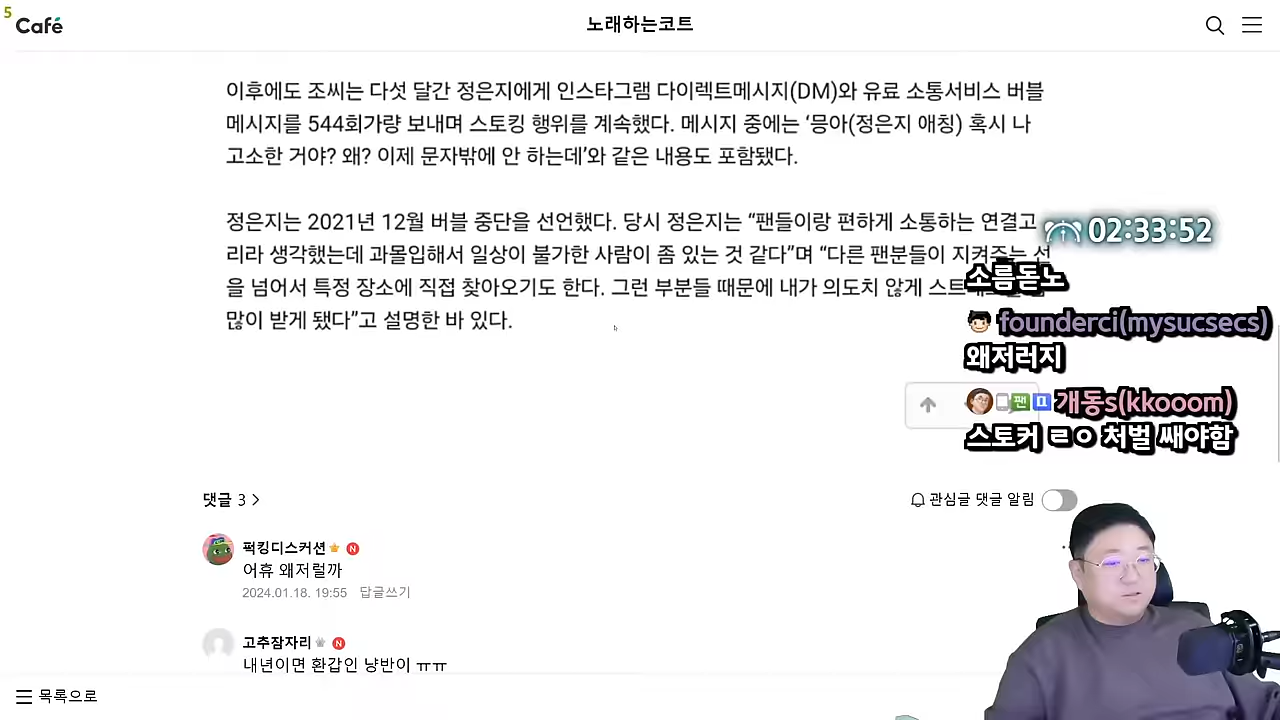 5
Café
노래하는코트
이후에도 조씨는 다섯 달간 정은지에게 인스타그램 다이렉트메시지(DM)와 유료 소통서비스 버블
메시지를 544회가량 보내며 스토킹 행위를 계속했다. 메시지 중에는 ‘믕아(정은지 애칭) 혹시 나
고소한 거야? 왜? 이제 문자밖에 안 하는데’와 같은 내용도 포함됐다.
정은지는 2021년 12월 버블 중단을 선언했다. 당시 정은지는 “팬들이랑 편하게 소통하는 연결고
리라 생각했는데 과몰입해서 일상이 불가한 사람이 좀 있는 것 같다”며 “다른 팬분들이 지켜주는 선
을 넘어서 특정 장소에 직접 찾아오기도 한다. 그런 부분들 때문에 내가 의도치 않게
많이 받게 됐다”고 설명한 바 있다.
02:33:52
소름돋노
founderci(mysucsecs)
왜저러지
팬
개동s(kkooom)
스토커 ㄹㅇ 처벌 쌔야함
댓글 3
관심글 댓글 알림
퍽킹디스커션 N
어휴 왜저럴까
2024.01.18. 19:55 답글쓰기
고추잠자리 N
내년이면 환갑인 냥반이 ㅠㅠ
목록으로